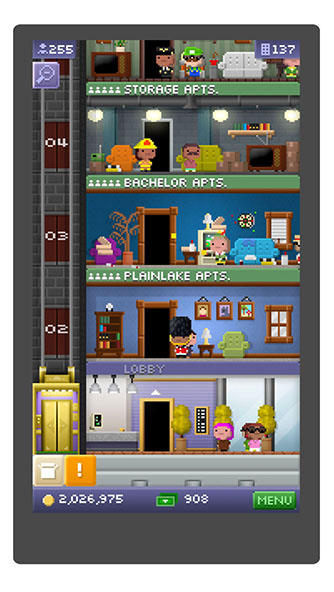 255
137
STORAGE APTS.
04
BACHELOR APTS.
03
PLAINLAKE APTS.
02
LOBBY
!
2,026,975
908
MENU